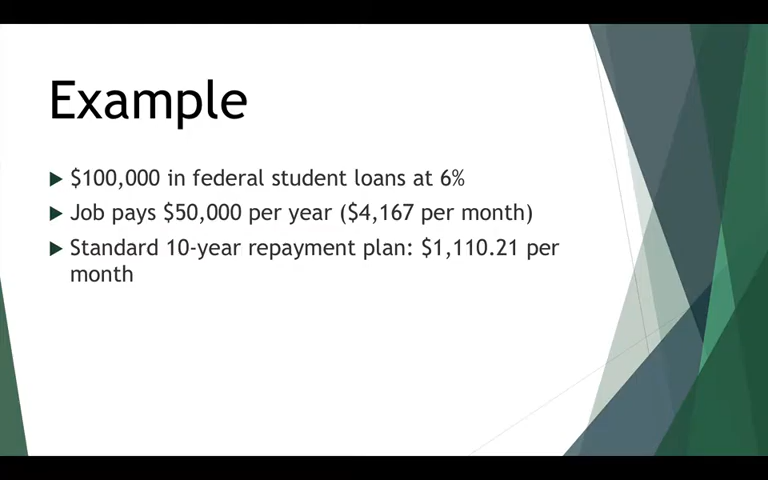 Example
$100,000 in federal student loans at 6%
Job pays $50,000 per year ($4,167 per month)
Standard 10-year repayment plan: $1,110.21 per
month